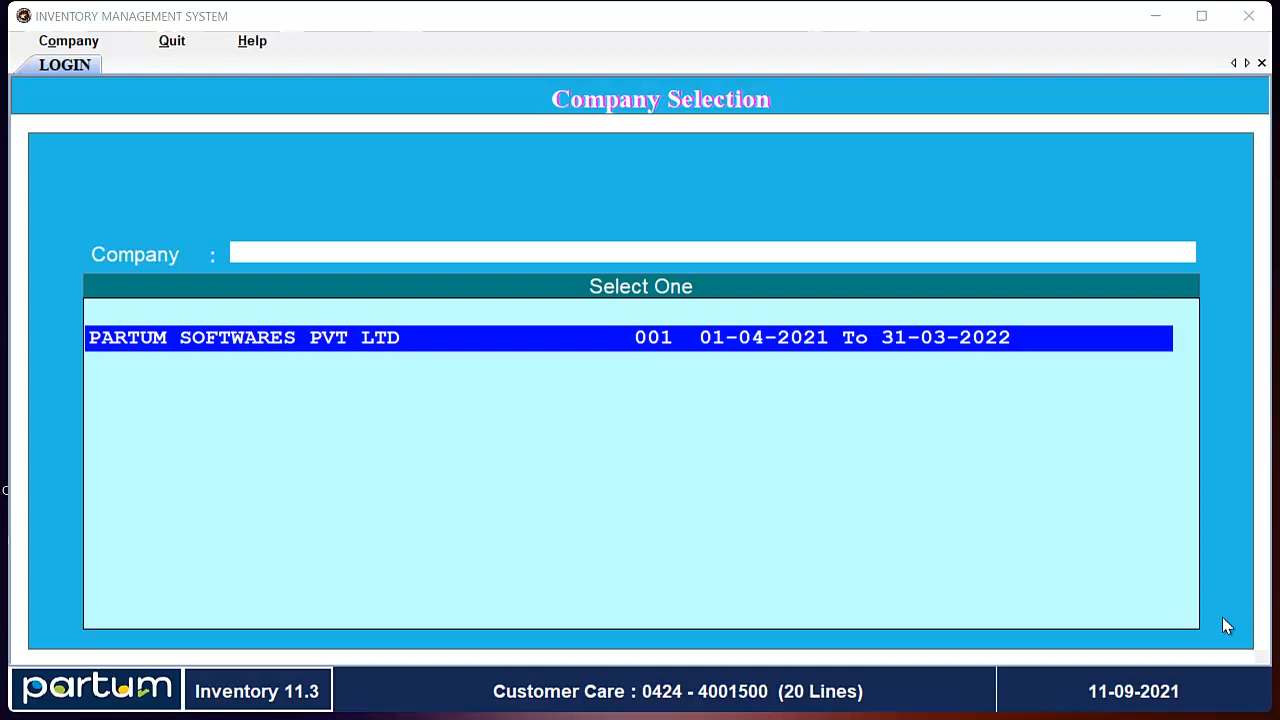 INVENTORY MANAGEMENT SYSTEM
Company Quit Help
LOGIN
Company Selection
Company :
Select One
PARTUM SOFTWARES PVT LTD 001 01-04-2021 To 31-03-2022
partum Inventory 11.3 Customer Care : 0424 - 4001500 (20 Lines) 11-09-2021